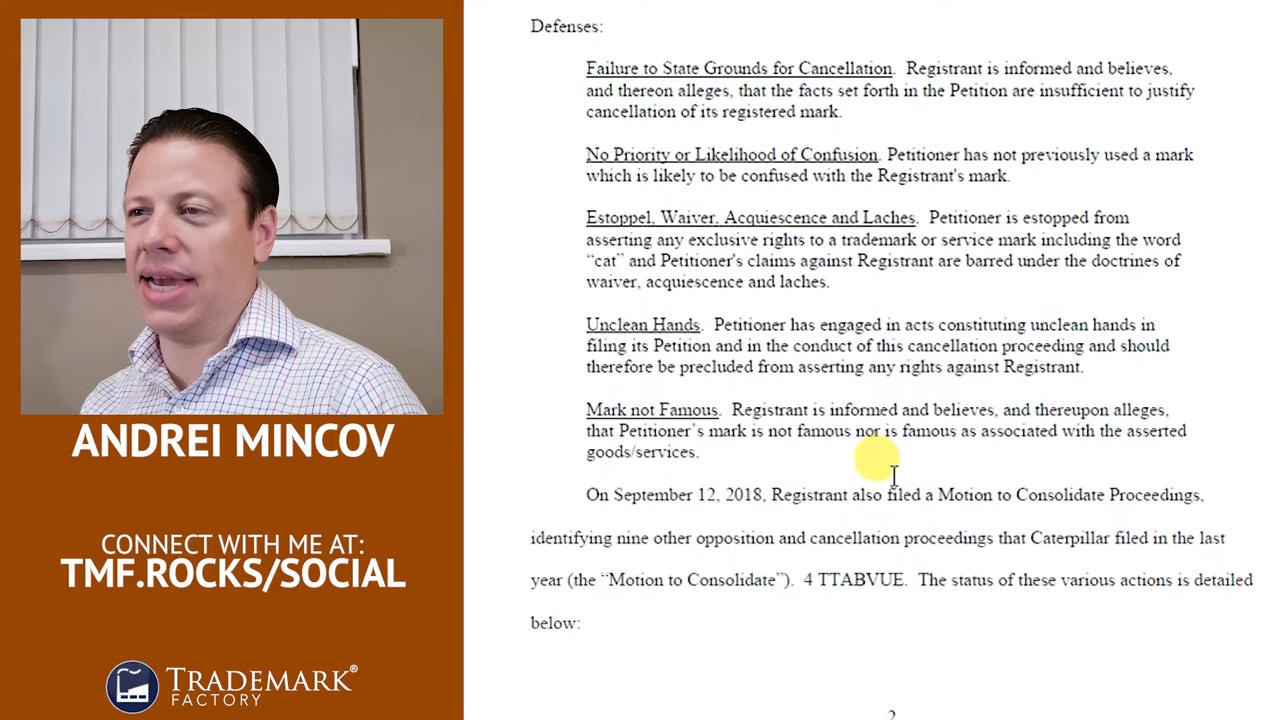 Defenses:
Failure to State Grounds for Cancellation. Registrant is informed and believes,
and thereon alleges, that the facts set forth in the Petition are insufficient to justify
cancellation of its registered mark.
No Priority or Likelihood of Confusion. Petitioner has not previously used a mark
which is likely to be confused with the Registrant's mark.
Estoppel, Waiver, Acquiescence and Laches. Petitioner is estopped from
asserting any exclusive rights to a trademark or service mark including the word
“cat” and Petitioner's claims against Registrant are barred under the doctrines of
waiver, acquiescence and laches.
Unclean Hands. Petitioner has engaged in acts constituting unclean hands in
filing its Petition and in the conduct of this cancellation proceeding and should
therefore be precluded from asserting any rights against Registrant.
Mark not Famous. Registrant is informed and believes, and thereupon alleges,
that Petitioner’s mark is not famous nor is famous as associated with the asserted
goods/services.
On September 12, 2018, Registrant also filed a Motion to Consolidate Proceedings,
identifying nine other opposition and cancellation proceedings that Caterpillar filed in the last
year (the “Motion to Consolidate”). 4 TTABVUE. The status of these various actions is detailed
below:
2
ANDREI MINCOV
CONNECT WITH ME AT:
TMF.ROCKS/SOCIAL
TRADEMARK®
FACTORY